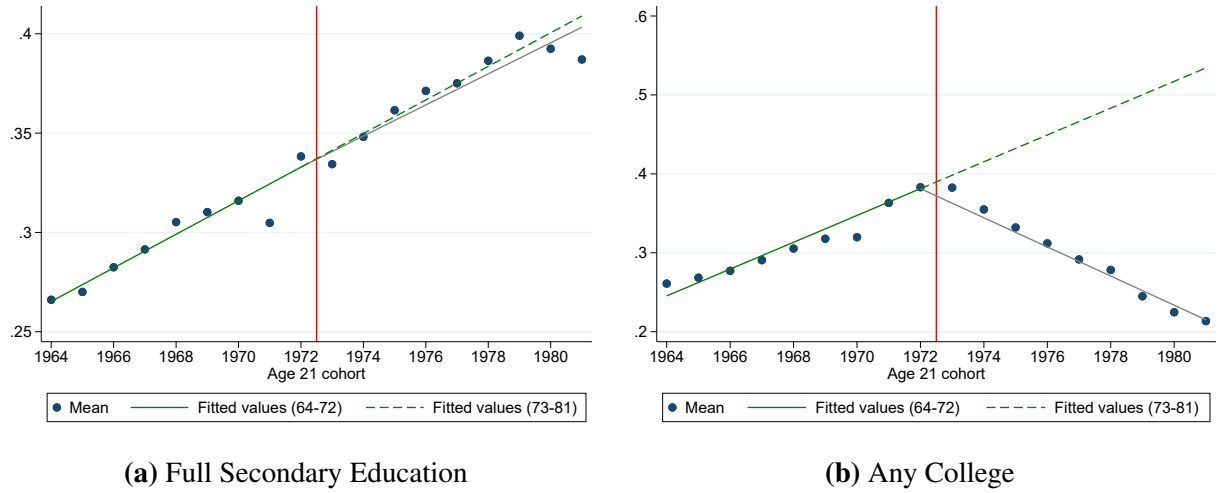 .4
.35
.3
.25
1964 1966 1968 1970 1972 1974 1976 1978 1980
Age 21 cohort
Mean Fitted values (64-72) Fitted values (73-81)
(a) Full Secondary Education
.6
.5
.4
.3
.2
1964 1966 1968 1970 1972 1974 1976 1978 1980
Age 21 cohort
Mean Fitted values (64-72) Fitted values (73-81)
(b) Any College